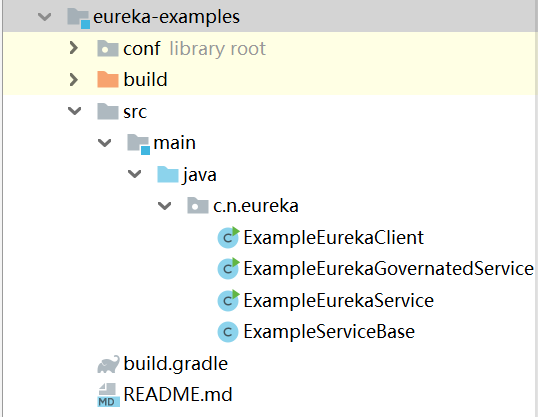 eureka-examples
conf library root
build
src
main
java
c.n.eureka
C ExampleEurekaClient
C ExampleEurekaGovernatedService
C ExampleEurekaService
C ExampleServiceBase
build.gradle
MD README.md